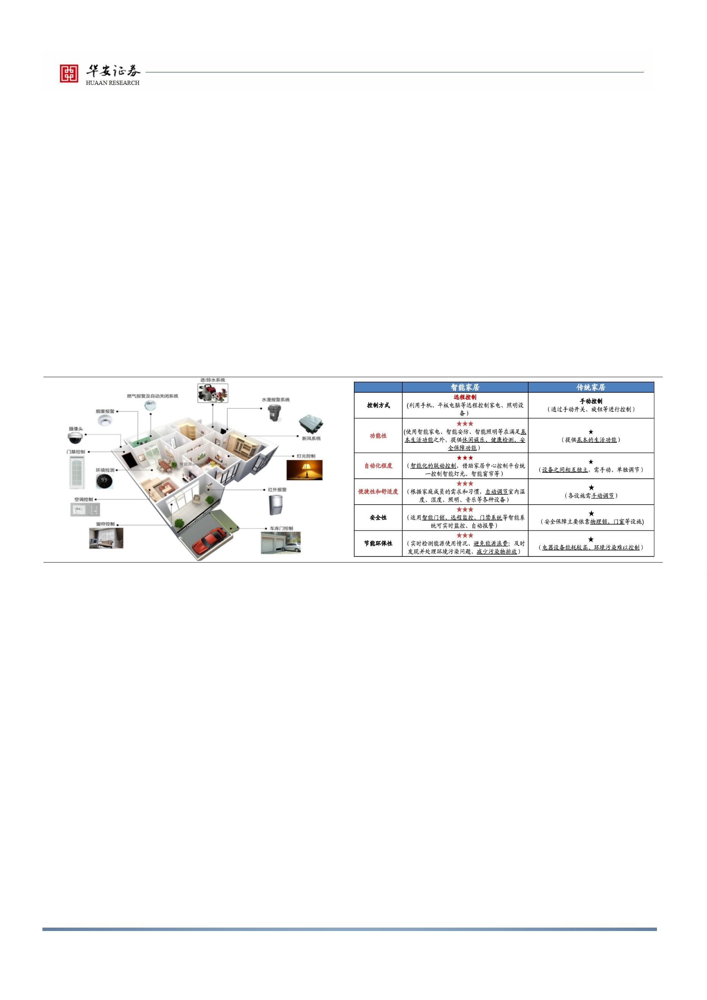 华安证券
HUAAN RESEARCH
进/排水系统
燃气报警及自动关闭系统
水漫报警系统
烟雾报警
摄像头
新风系统
门禁控制
灯光控制
环境检测
99
红外报警
空调控制
窗帘控制
车库门控制
智能家居
传统家居
控制方式
远程控制
(利用手机、平板电脑等远程控制家电、照明设
备）
手动控制
（通过手动开关、旋钮等进行控制）
功能性
★★★
(使用智能家电、智能安防、智能照明等在满足基
本生活功能之外，提供休闲娱乐、健康检测、安
全保障功能）
★
（提供基本的生活功能）
自动化程度
★★★
（智能化的联动控制，借助家居中心控制平台统
一控制智能灯光、智能窗帘等）
★
（设备之间相互独立，需手动、单独调节）
便捷性和舒适度
★★★
（根据家庭成员的需求和习惯，自动调节室内温
度、湿度、照明、音乐等各种设备）
★
（各设施需手动调节）
安全性
★★★
（运用智能门锁、远程监控、门禁系统等智能系
统可实时监控、自动报警）
★
（安全保障主要依靠物理锁、门窗等设施)
节能环保性
★★★
（实时检测能源使用情况、避免能源浪费；及时
发现并处理环境污染问题、减少污染物排放）
★
（电器设备能耗较高、环境污染难以控制）